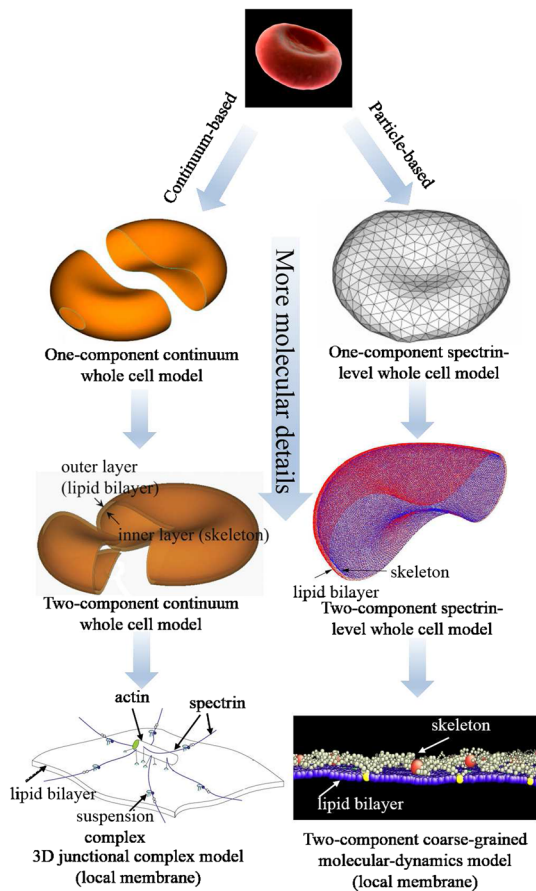 Continuum-based
Particle-based
More molecular details
One-component continuum
whole cell model
One-component spectrin-
level whole cell model
outer layer
(lipid bilayer)
inner layer (skeleton)
skeleton
lipid bilayer
Two-component continuum
whole cell model
Two-component spectrin-
level whole cell model
actin
spectrin
lipid bilayer
suspension
complex
3D junctional complex model
(local membrane)
skeleton
lipid bilayer
Two-component coarse-grained
molecular-dynamics model
(local membrane)